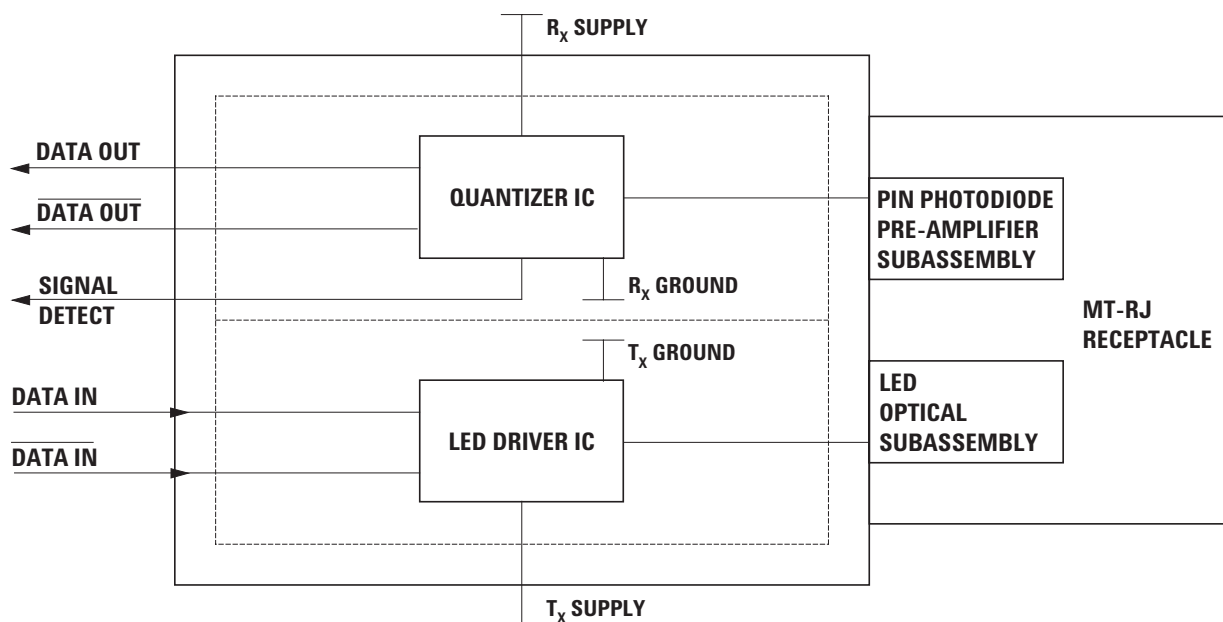 Rx SUPPLY
DATA OUT
DATA OUT
SIGNAL
DETECT
QUANTIZER IC
Rx GROUND
PIN PHOTODIODE
PRE-AMPLIFIER
SUBASSEMBLY
MT-RJ
RECEPTACLE
Tx GROUND
DATA IN
DATA IN
LED DRIVER IC
LED
OPTICAL
SUBASSEMBLY
Tx SUPPLY